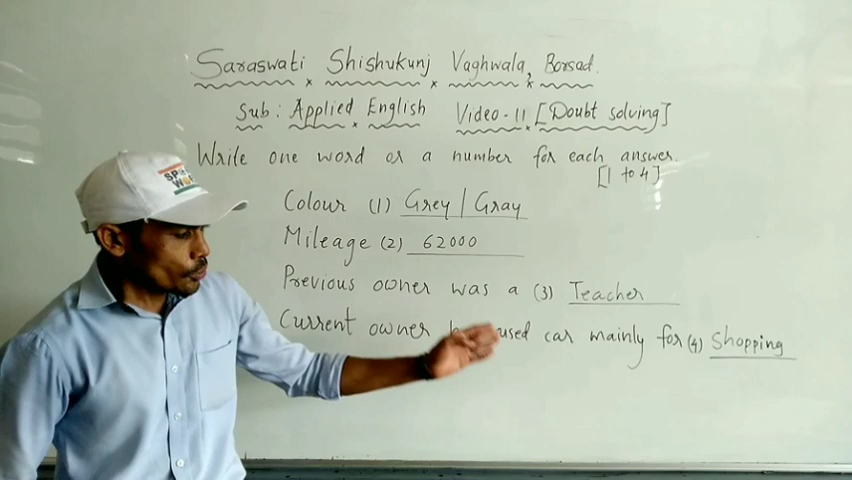 Saraswati Shishukunj Vaghwala, Borsad.
Sub : Applied English Video - 11 [Doubt solving]
Write one word or a number for each answer.
[1 to 4]
Colour (1) Grey / Gray
Mileage (2) 62000
Previous owner was a (3) Teacher
Current owner used car mainly for (4) Shopping